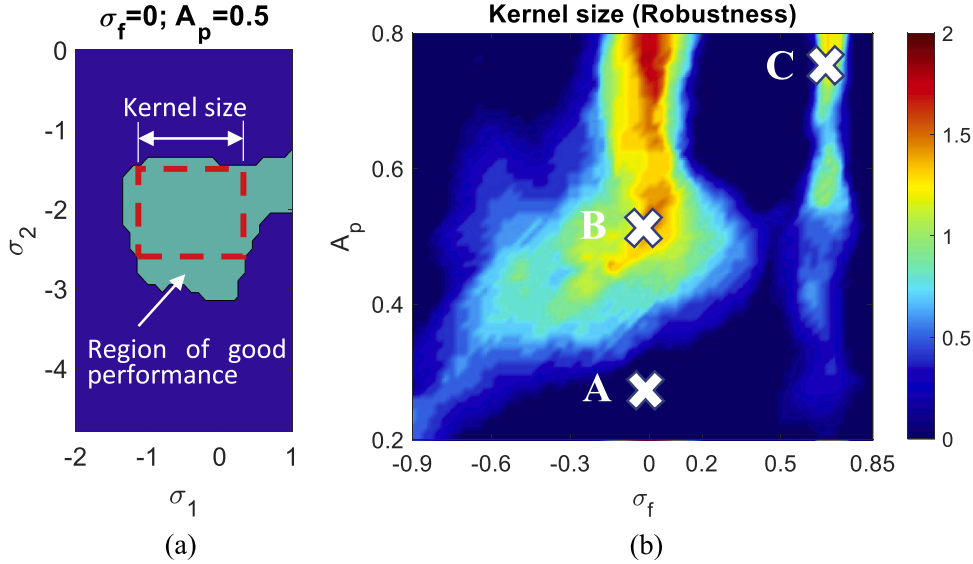 σf=0; Ap=0.5
0
-1
-2
-3
-4
σ2
Kernel size
Region of good
performance
-2 -1 0 1
σ1
(a)
Kernel size (Robustness)
0.8
0.6
0.4
0.2
Ap
A
B
C
-0.9 -0.6 -0.3 0 0.2 0.5 0.85
σf
(b)
2
1.5
1
0.5
0